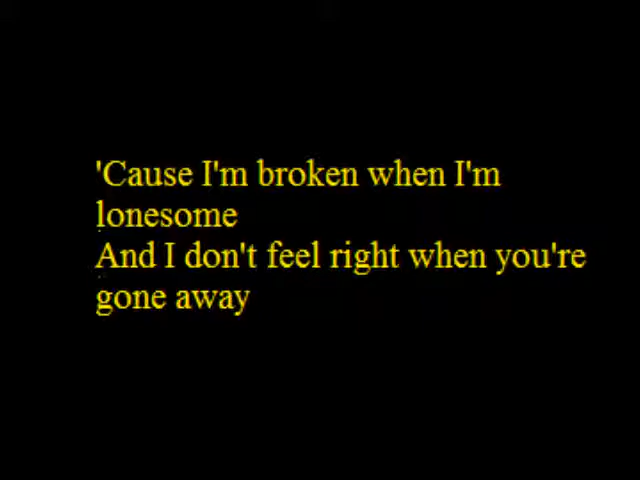 'Cause I'm broken when I'm
lonesome
And I don't feel right when you're
gone away